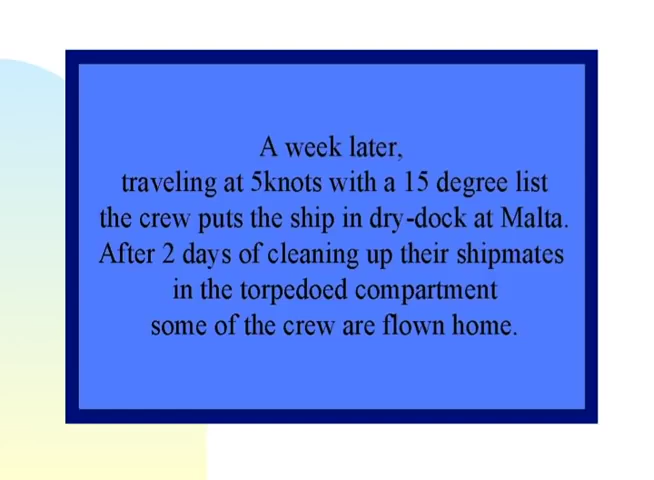 A week later,
traveling at 5knots with a 15 degree list
the crew puts the ship in dry-dock at Malta.
After 2 days of cleaning up their shipmates
in the torpedoed compartment
some of the crew are flown home.